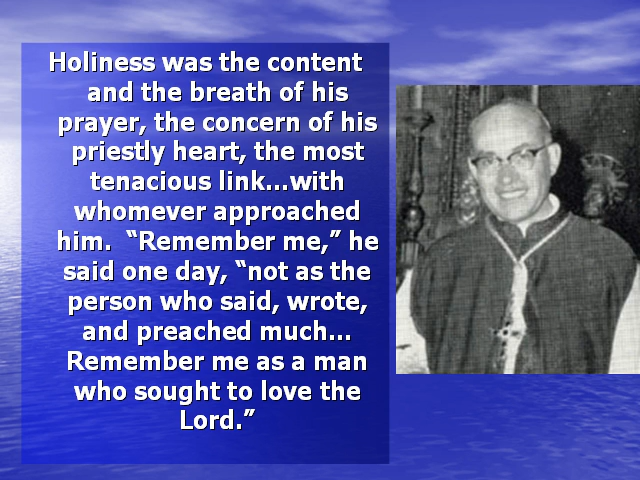 Holiness was the content
and the breath of his
prayer, the concern of his
priestly heart, the most
tenacious link…with
whomever approached
him.  “Remember me,” he
said one day, “not as the
person who said, wrote,
and preached much…
Remember me as a man
who sought to love the
Lord.”